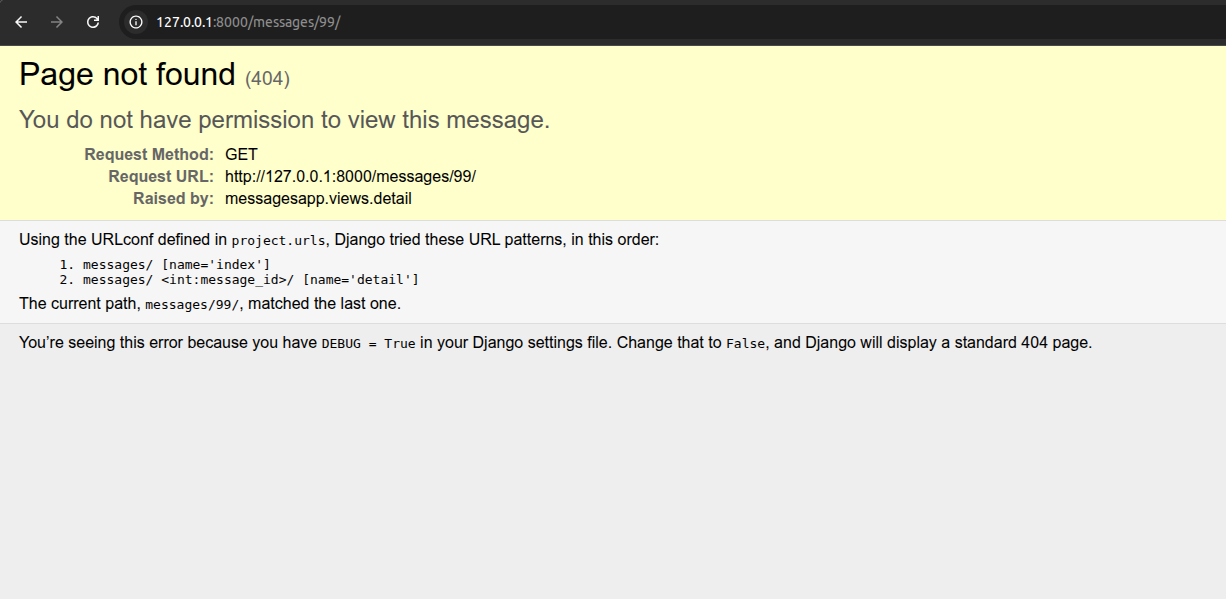 127.0.0.1:8000/messages/99/
Page not found (404)
You do not have permission to view this message.
Request Method: GET
Request URL: http://127.0.0.1:8000/messages/99/
Raised by: messagesapp.views.detail
Using the URLconf defined in project.urls, Django tried these URL patterns, in this order:
1. messages/ [name='index']
2. messages/ <int:message_id>/ [name='detail']
The current path, messages/99/, matched the last one.
You’re seeing this error because you have DEBUG = True in your Django settings file. Change that to False, and Django will display a standard 404 page.